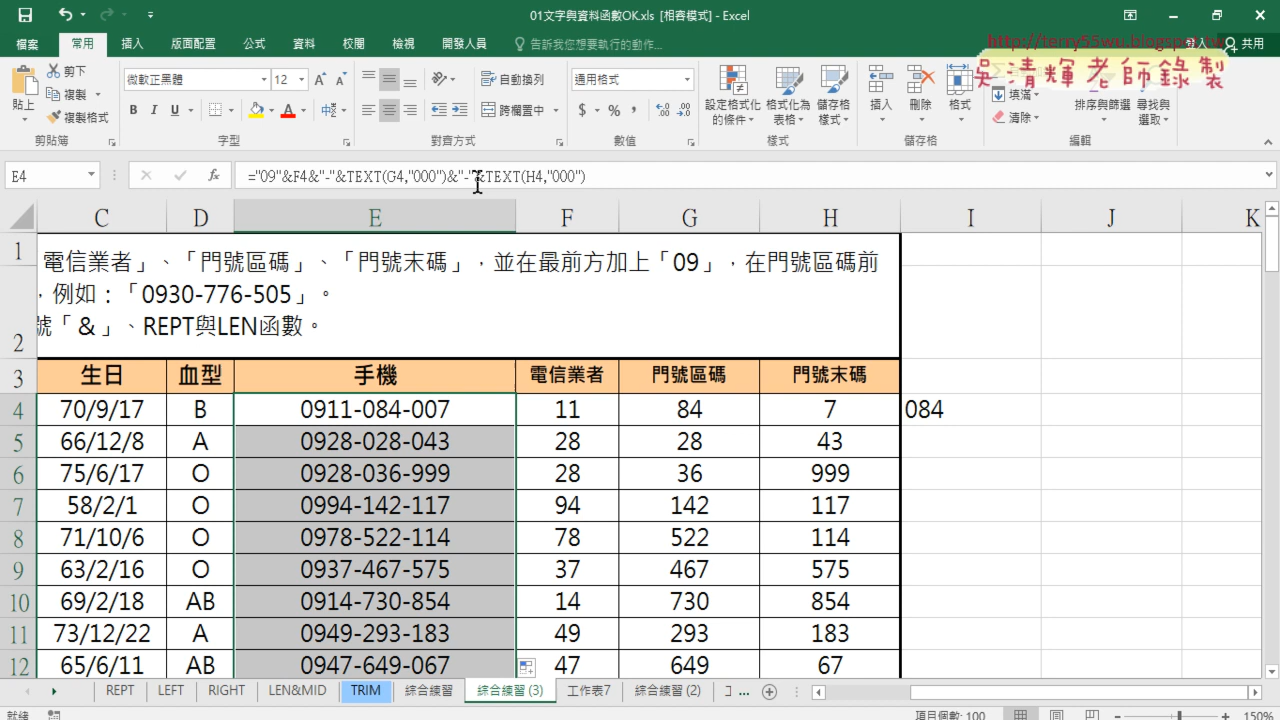 01文字與資料函數OK.xls [相容模式] - Excel
檔案 常用 插入 版面配置 公式 資料 校閱 檢視 開發人員 告訴我您想要執行的動作... 共用
http://terry55wu.blogspot.tw
吳清輝老師錄製
貼上 剪下 複製 複製格式 剪貼簿
微軟正黑體 12 B I U 字型
自動換列 跨欄置中 對齊方式
通用格式 $ % 數值
設定格式化的條件 格式化為表格 儲存格樣式 樣式
插入 刪除 格式 儲存格
填滿 清除 排序與篩選 尋找與選取 編輯
E4 fx ="09"&F4&"-"&TEXT(G4,"000")&"-"&TEXT(H4,"000")
C D E F G H I J K
1 電信業者」、「門號區碼」、「門號末碼」，並在最前方加上「09」，在門號區碼前
，例如：「0930-776-505」。
2 號「&」、REPT與LEN函數。
3 生日 血型 手機 電信業者 門號區碼 門號末碼
4 70/9/17 B 0911-084-007 11 84 7 084
5 66/12/8 A 0928-028-043 28 28 43
6 75/6/17 O 0928-036-999 28 36 999
7 58/2/1 O 0994-142-117 94 142 117
8 71/10/6 O 0978-522-114 78 522 114
9 63/2/16 O 0937-467-575 37 467 575
10 69/2/18 AB 0914-730-854 14 730 854
11 73/12/22 A 0949-293-183 49 293 183
12 65/6/11 AB 0947-649-067 47 649 67
REPT LEFT RIGHT LEN&MID TRIM 綜合練習 綜合練習 (3) 工作表7 綜合練習 (2) ...
就緒 項目個數: 100 150%